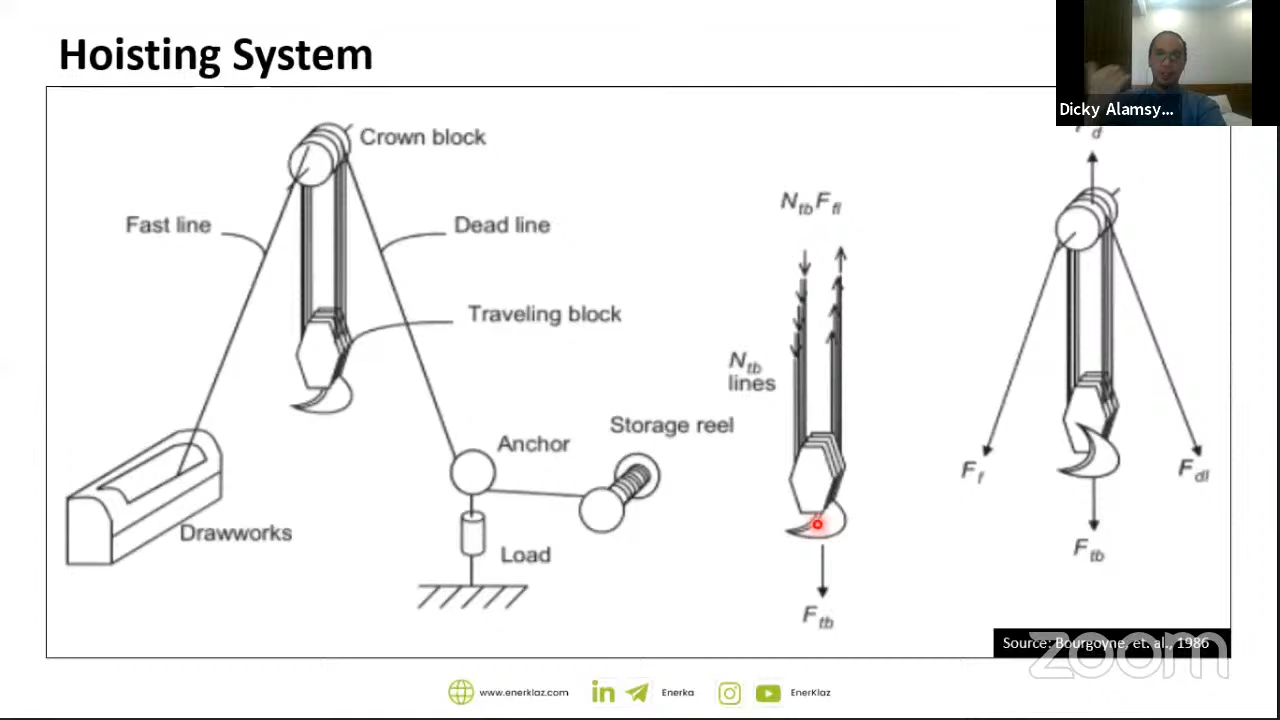 Hoisting System
Dicky Alamsy...
Crown block
Fast line
Dead line
Traveling block
Anchor
Storage reel
Drawworks
Load
N_tb F_fl
N_tb
lines
F_tb
d
F_f
F_dl
F_tb
Source: Bourgoyne, et. al., 1986
zoom
www.enerklaz.com
in
Enerka
EnerKlaz